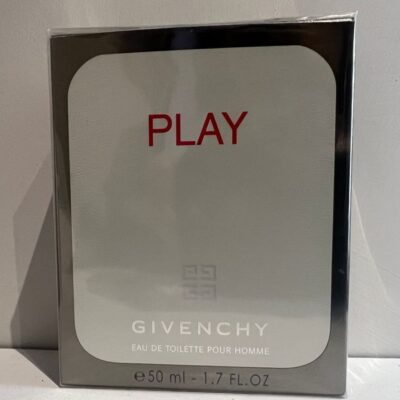 PLAY
GIVENCHY
EAU DE TOILETTE POUR HOMME
℮50 ml - 1.7 FL.OZ